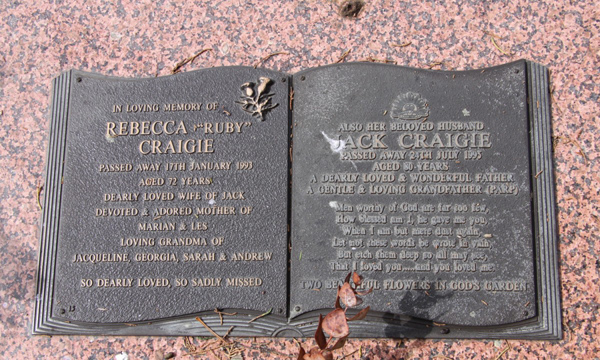 IN LOVING MEMORY OF
REBECCA "RUBY"
CRAIGIE
PASSED AWAY 17TH JANUARY 1993
AGED 72 YEARS
DEARLY LOVED WIFE OF JACK
DEVOTED & ADORED MOTHER OF
MARIAN & LES
LOVING GRANDMA OF
JACQUELINE, GEORGIA, SARAH & ANDREW
SO DEARLY LOVED, SO SADLY MISSED
13
ALSO HER BELOVED HUSBAND
JACK CRAIGIE
PASSED AWAY 24TH JULY 1995
AGED 80 YEARS
A DEARLY LOVED & WONDERFUL FATHER
A GENTLE & LOVING GRANDFATHER (PARP)
Men worthy of God are far too few,
How blessed am I, he gave me you,
When I am but mere dust again,
Let not these words be wrote in vain,
But etch them deep so all may see,
That I loved you.....and you loved me.
TWO BEAUTIFUL FLOWERS IN GOD'S GARDEN